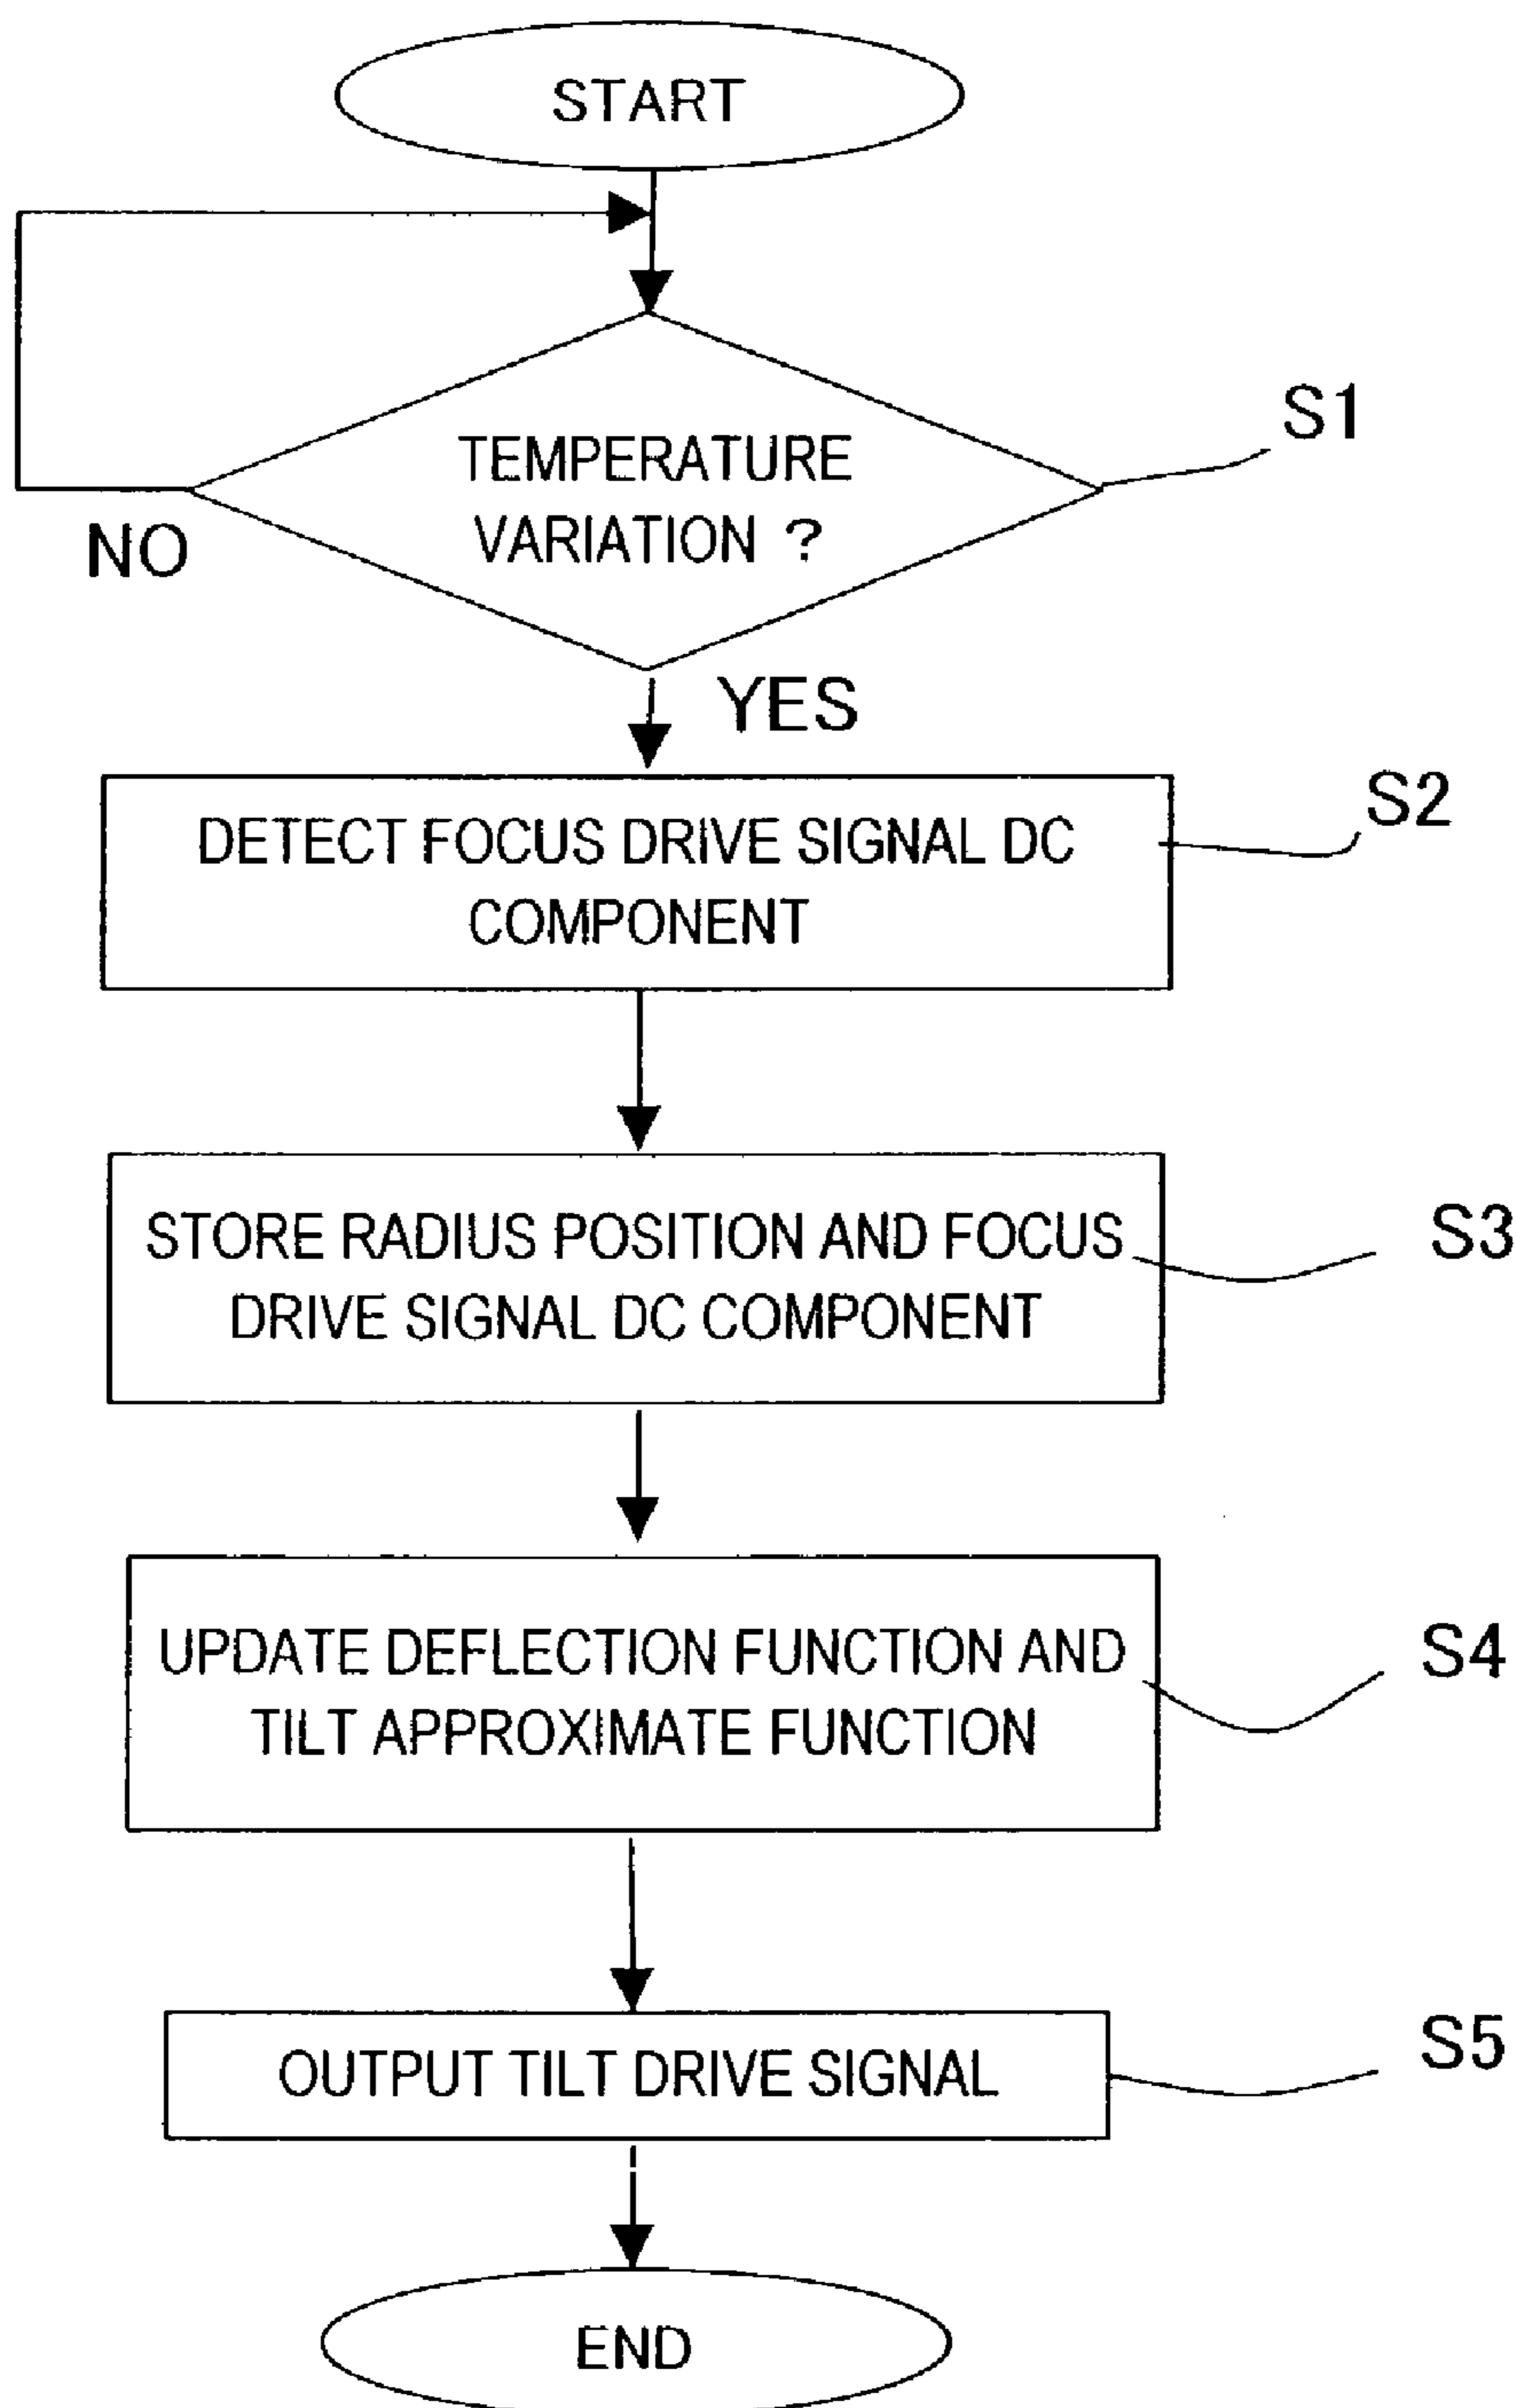 START
TEMPERATURE
VARIATION ?
S1
NO
YES
DETECT FOCUS DRIVE SIGNAL DC
COMPONENT
S2
STORE RADIUS POSITION AND FOCUS
DRIVE SIGNAL DC COMPONENT
S3
UPDATE DEFLECTION FUNCTION AND
TILT APPROXIMATE FUNCTION
S4
OUTPUT TILT DRIVE SIGNAL
S5
END